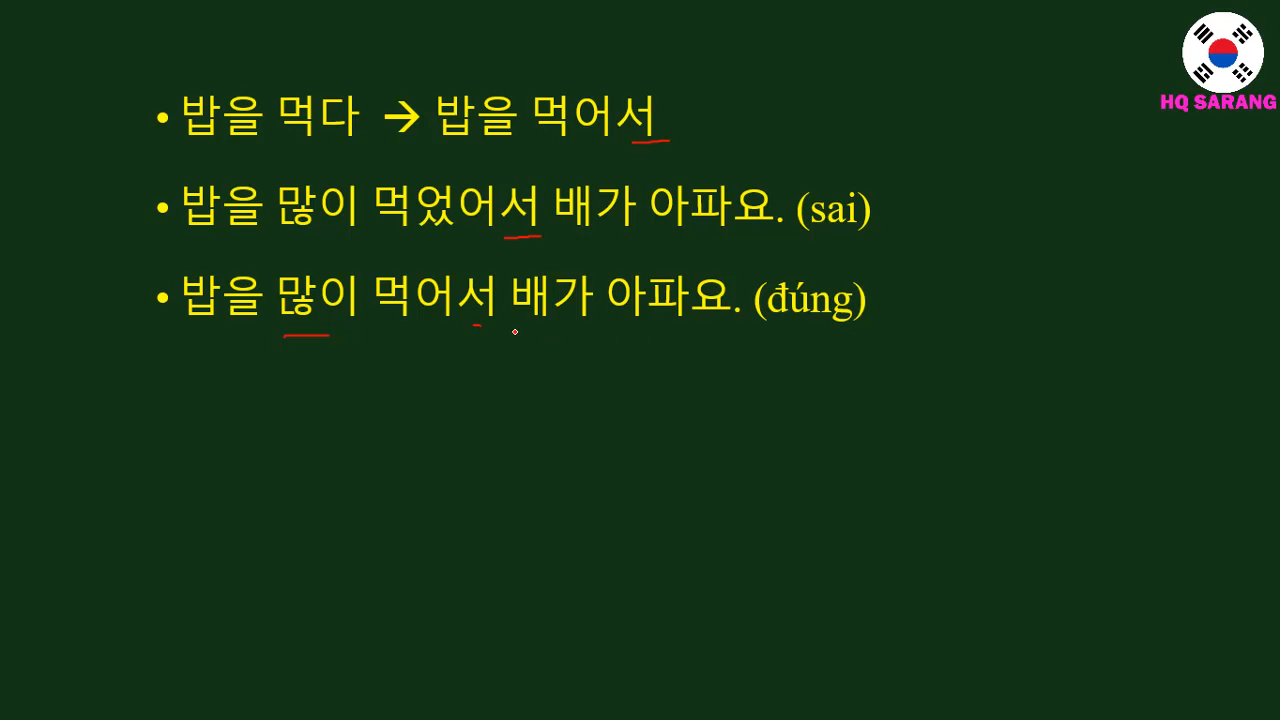 HQ SARANG
• 밥을 먹다 → 밥을 먹어서
• 밥을 많이 먹었어서 배가 아파요. (sai)
• 밥을 많이 먹어서 배가 아파요. (đúng)